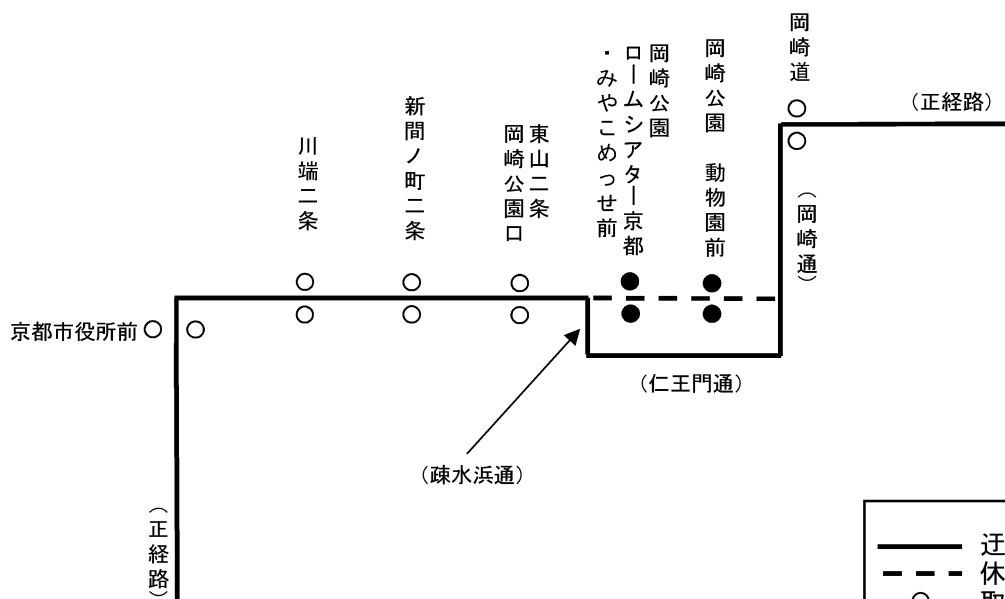 岡崎道
(正経路)
岡崎公園 動物園前
岡崎公園
ロームシアター京都
・みやこめっせ前
東山二条
岡崎公園口
新間ノ町二条
川端二条
(岡崎通)
京都市役所前
(仁王門通)
(疎水浜通)
(正経路)
迂
休